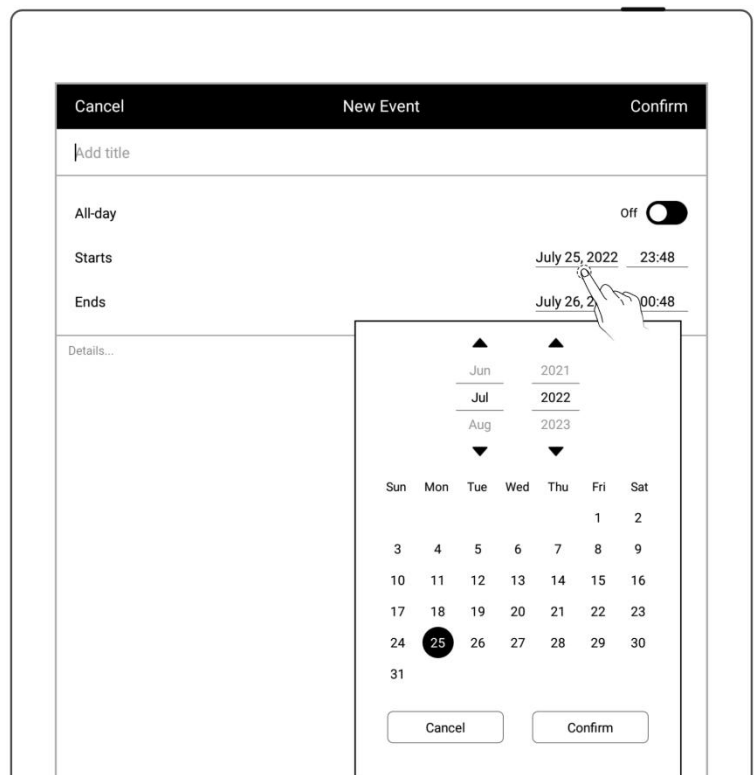 Cancel New Event Confirm
Add title
All-day Off
Starts July 25, 2022 23:48
Ends July 26, 2 00:48
Details...
Jun 2021
Jul 2022
Aug 2023
Sun Mon Tue Wed Thu Fri Sat
1 2
3 4 5 6 7 8 9
10 11 12 13 14 15 16
17 18 19 20 21 22 23
24 25 26 27 28 29 30
31
Cancel Confirm